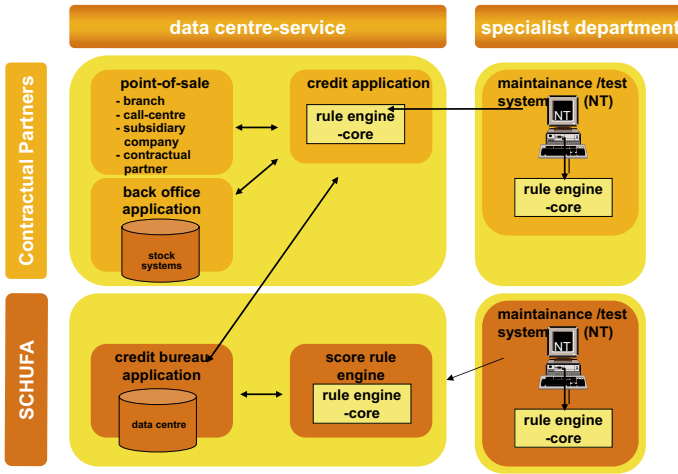 data centre-service
specialist department
Contractual Partners
point-of-sale
- branch
- call-centre
- subsidiary
company
- contractual
partner
credit application
rule engine
-core
maintainance /test
system (NT)
NT
rule engine
-core
back office
application
stock
systems
SCHUFA
credit bureau
application
data centre
score rule
engine
rule engine
-core
maintainance /test
system (NT)
NT
rule engine
-core